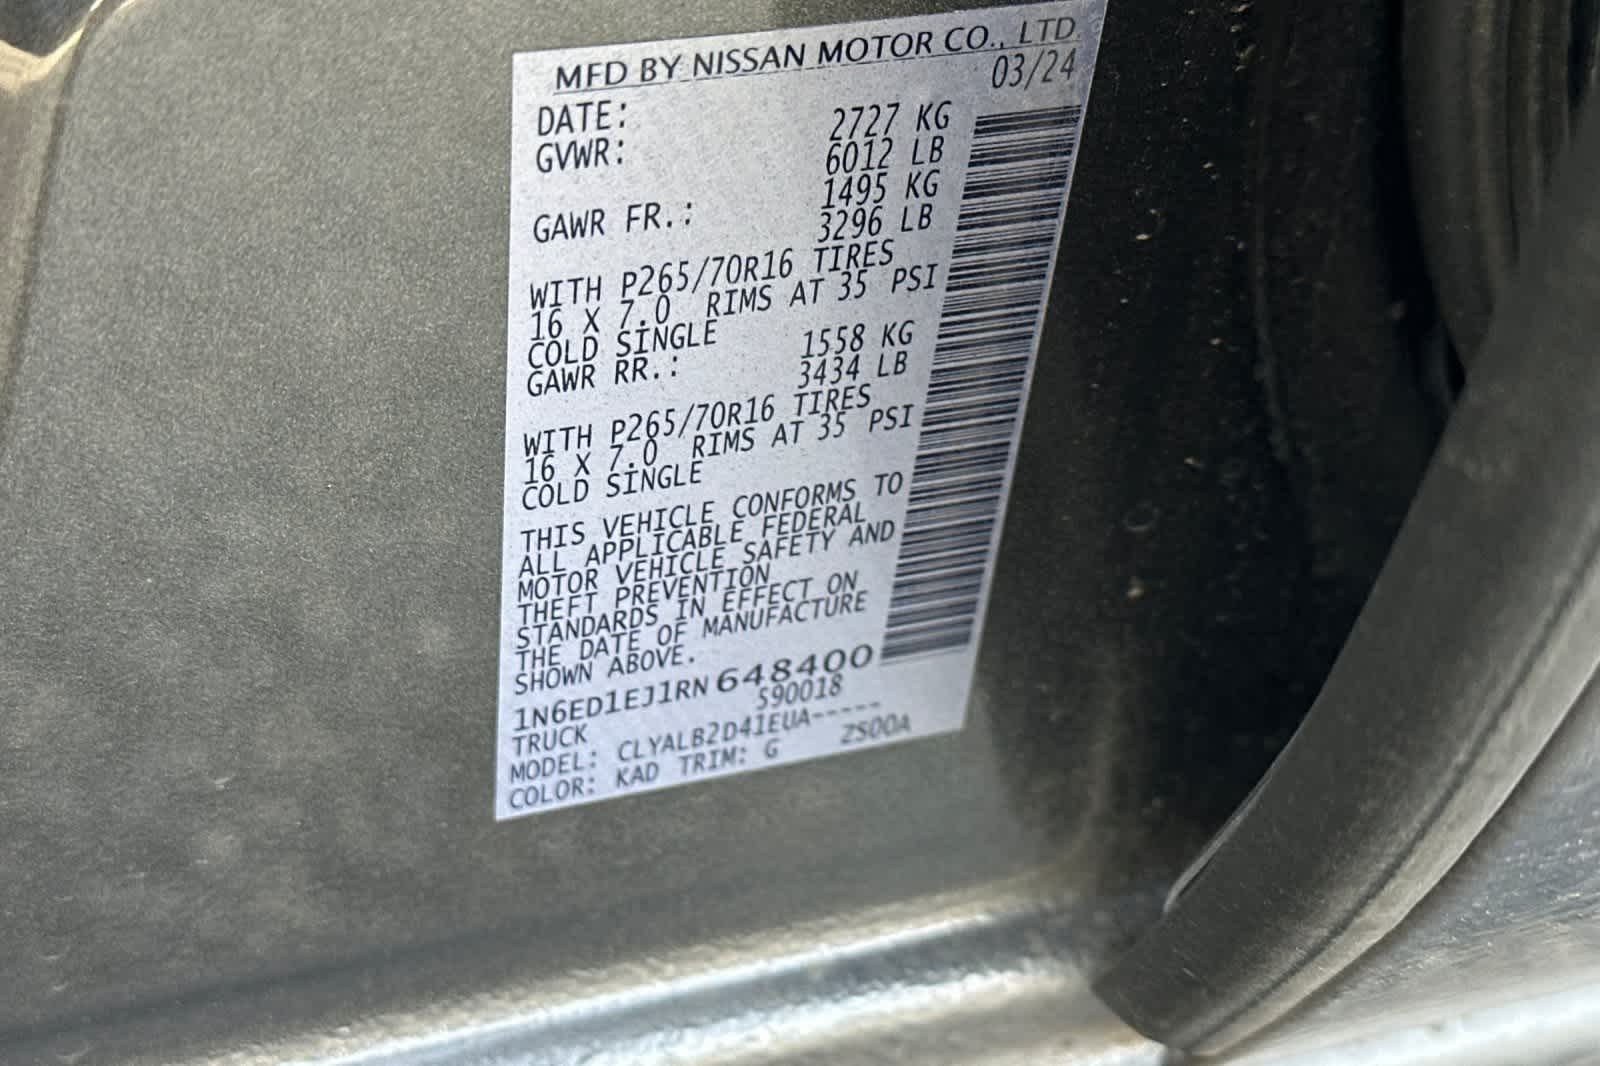 MFD BY NISSAN MOTOR CO., LTD.
DATE: 03/24
GVWR: 2727 KG
6012 LB
GAWR FR.: 1495 KG
3296 LB
WITH P265/70R16 TIRES
16 X 7.0 RIMS AT 35 PSI
COLD SINGLE
GAWR RR.: 1558 KG
3434 LB
WITH P265/70R16 TIRES
16 X 7.0 RIMS AT 35 PSI
COLD SINGLE
THIS VEHICLE CONFORMS TO
ALL APPLICABLE FEDERAL
MOTOR VEHICLE SAFETY AND
THEFT PREVENTION
STANDARDS IN EFFECT ON
THE DATE OF MANUFACTURE
SHOWN ABOVE.
1N6ED1EJ1RN648400
TRUCK S90018
MODEL: CLYALB2D41EUA-----
COLOR: KAD TRIM: G ZS00A